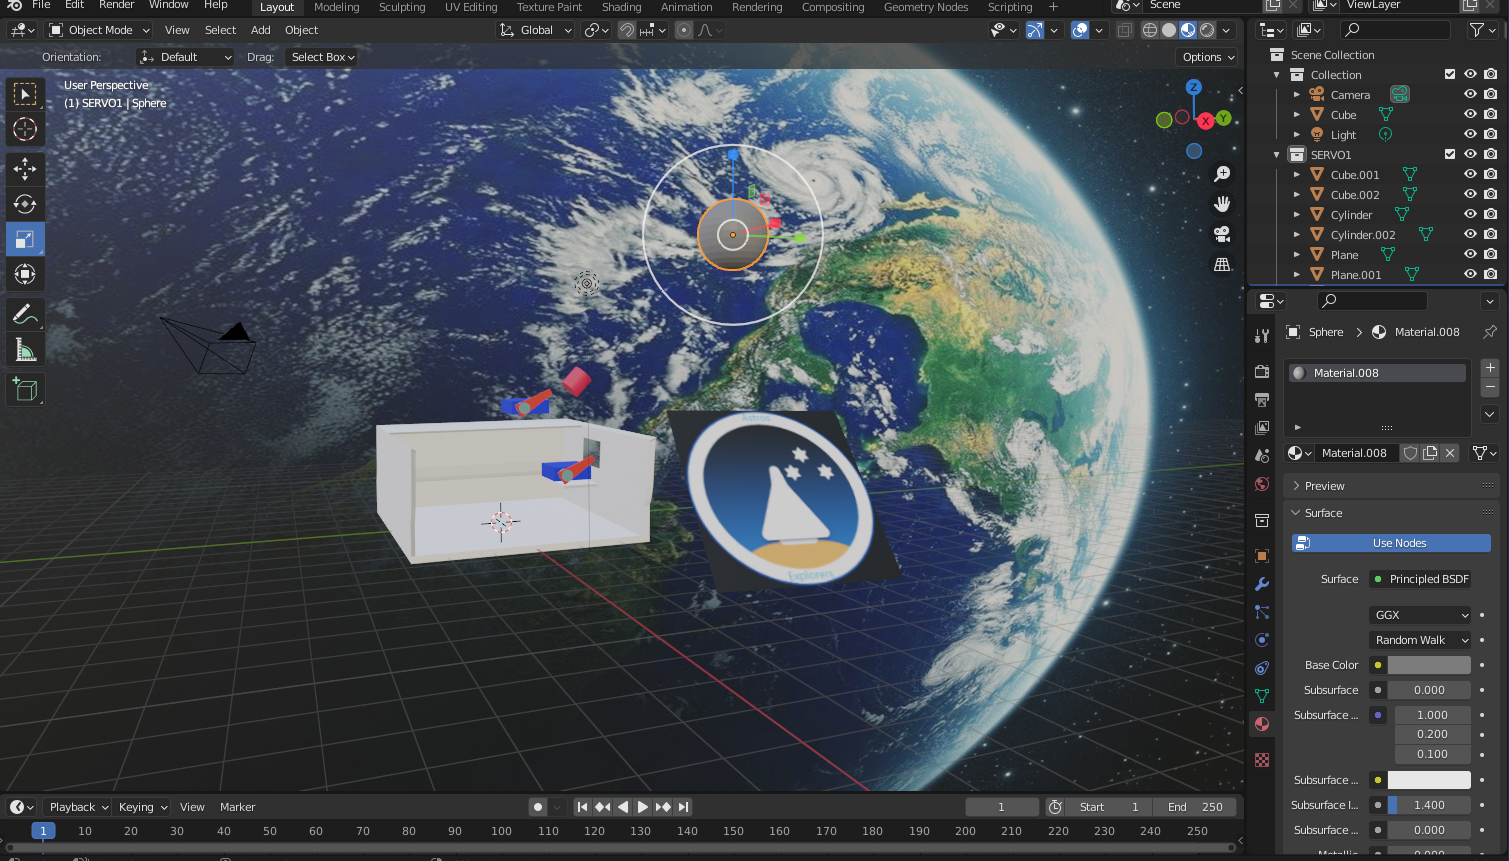 File Edit Render Window Help Layout Modeling Sculpting UV Editing Texture Paint Shading Animation Rendering Compositing Geometry Nodes Scripting + Scene ViewLayer
Object Mode View Select Add Object Global
Orientation: Default Drag: Select Box Options
User Perspective
(1) SERVO1 | Sphere
Z
X
Y
Astros
Explorers
Scene Collection
Collection
Camera
Cube
Light
SERVO1
Cube.001
Cube.002
Cylinder
Cylinder.002
Plane
Plane.001
Sphere > Material.008
Material.008
Material.008
Preview
Surface
Use Nodes
Surface Principled BSDF
GGX
Random Walk
Base Color
Subsurface 0.000
Subsurface ... 1.000
0.200
0.100
Subsurface ...
Subsurface I... 1.400
Subsurface ... 0.000
Metallic 0.000
Playback Keying View Marker 1 Start 1 End 250
1 10 20 30 40 50 60 70 80 90 100 110 120 130 140 150 160 170 180 190 200 210 220 230 240 250